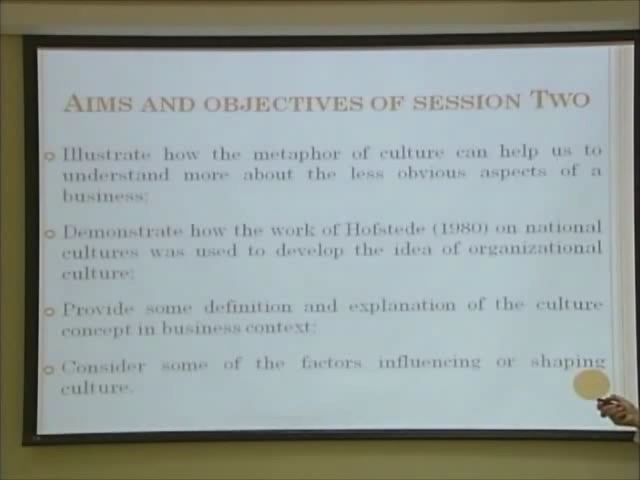 AIMS AND OBJECTIVES OF SESSION TWO
Illustrate how the metaphor of culture can help us to
understand more about the less obvious aspects of a
business;
Demonstrate how the work of Hofstede (1980) on national
cultures was used to develop the idea of organizational
culture;
Provide some definition and explanation of the culture
concept in business context;
Consider some of the factors influencing or shaping
culture.